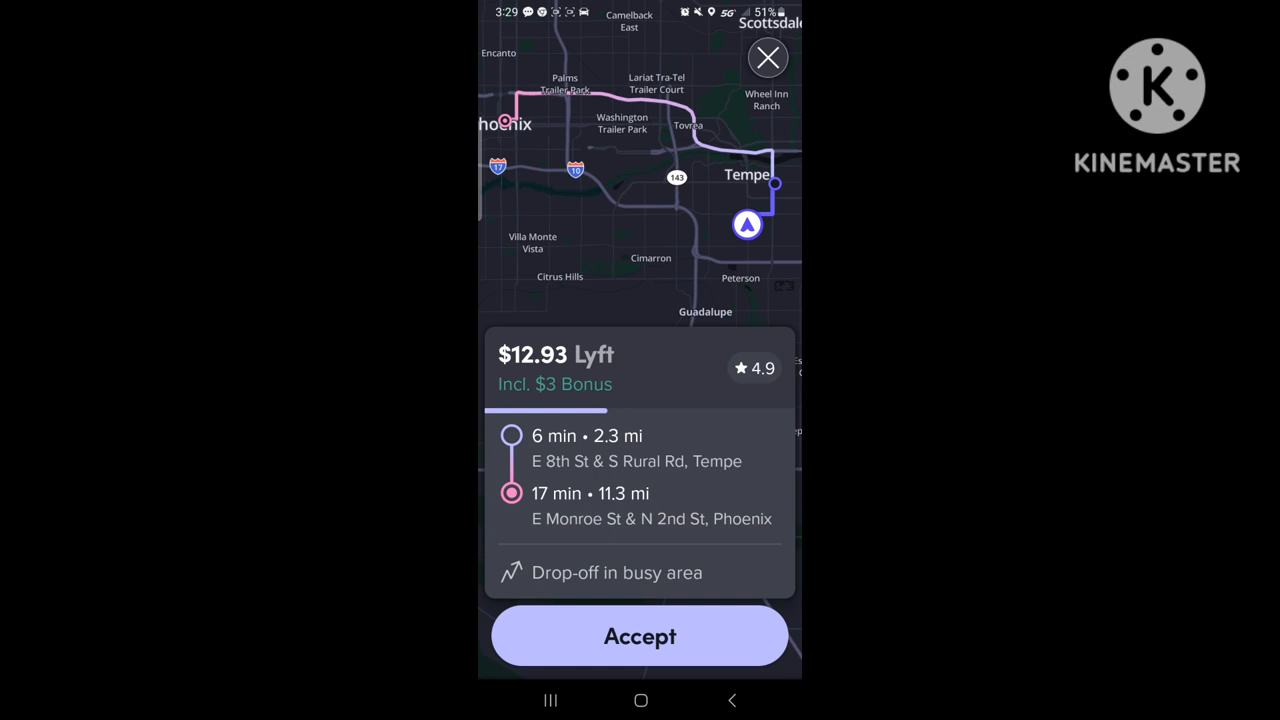 3:29
5G
51%
Camelback
East
Scottsdale
Encanto
Palms
Trailer Park
Lariat Tra-Tel
Trailer Court
Wheel Inn
Ranch
Washington
Trailer Park
Tovrea
hoenix
17
10
143
Tempe
Villa Monte
Vista
Cimarron
Citrus Hills
Peterson
Guadalupe
$12.93 Lyft
Incl. $3 Bonus
4.9
6 min • 2.3 mi
E 8th St & S Rural Rd, Tempe
17 min • 11.3 mi
E Monroe St & N 2nd St, Phoenix
Drop-off in busy area
Accept
K
KINEMASTER